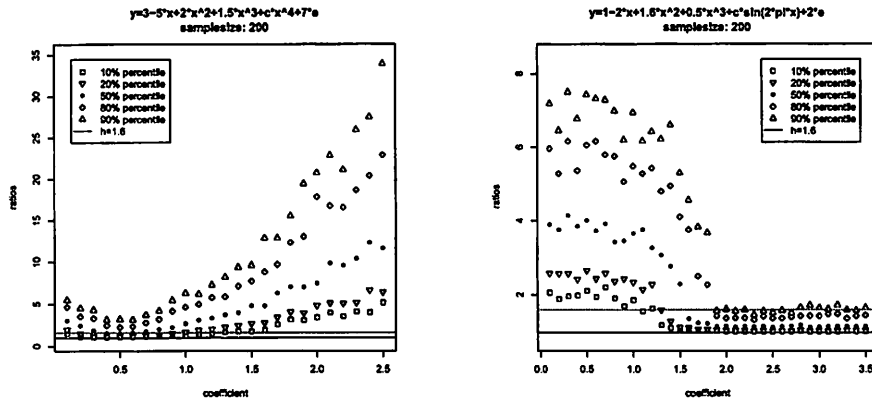 y=3-5*x+2*x^2+1.5*x^3+c*x^4+7*e
samplesize: 200
35
30
25
20
15
10
5
0
ratios
10% percentile
20% percentile
50% percentile
80% percentile
90% percentile
h=1.6
0.5
1.0
1.5
2.0
2.5
coefficient
y=1-2*x+1.6*x^2+0.5*x^3+c*sin(2*pi*x)+2*e
samplesize: 200
8
6
4
2
ratios
10% percentile
20% percentile
50% percentile
80% percentile
90% percentile
h=1.6
0.0
0.5
1.0
1.5
2.0
2.5
3.0
3.5
coefficient